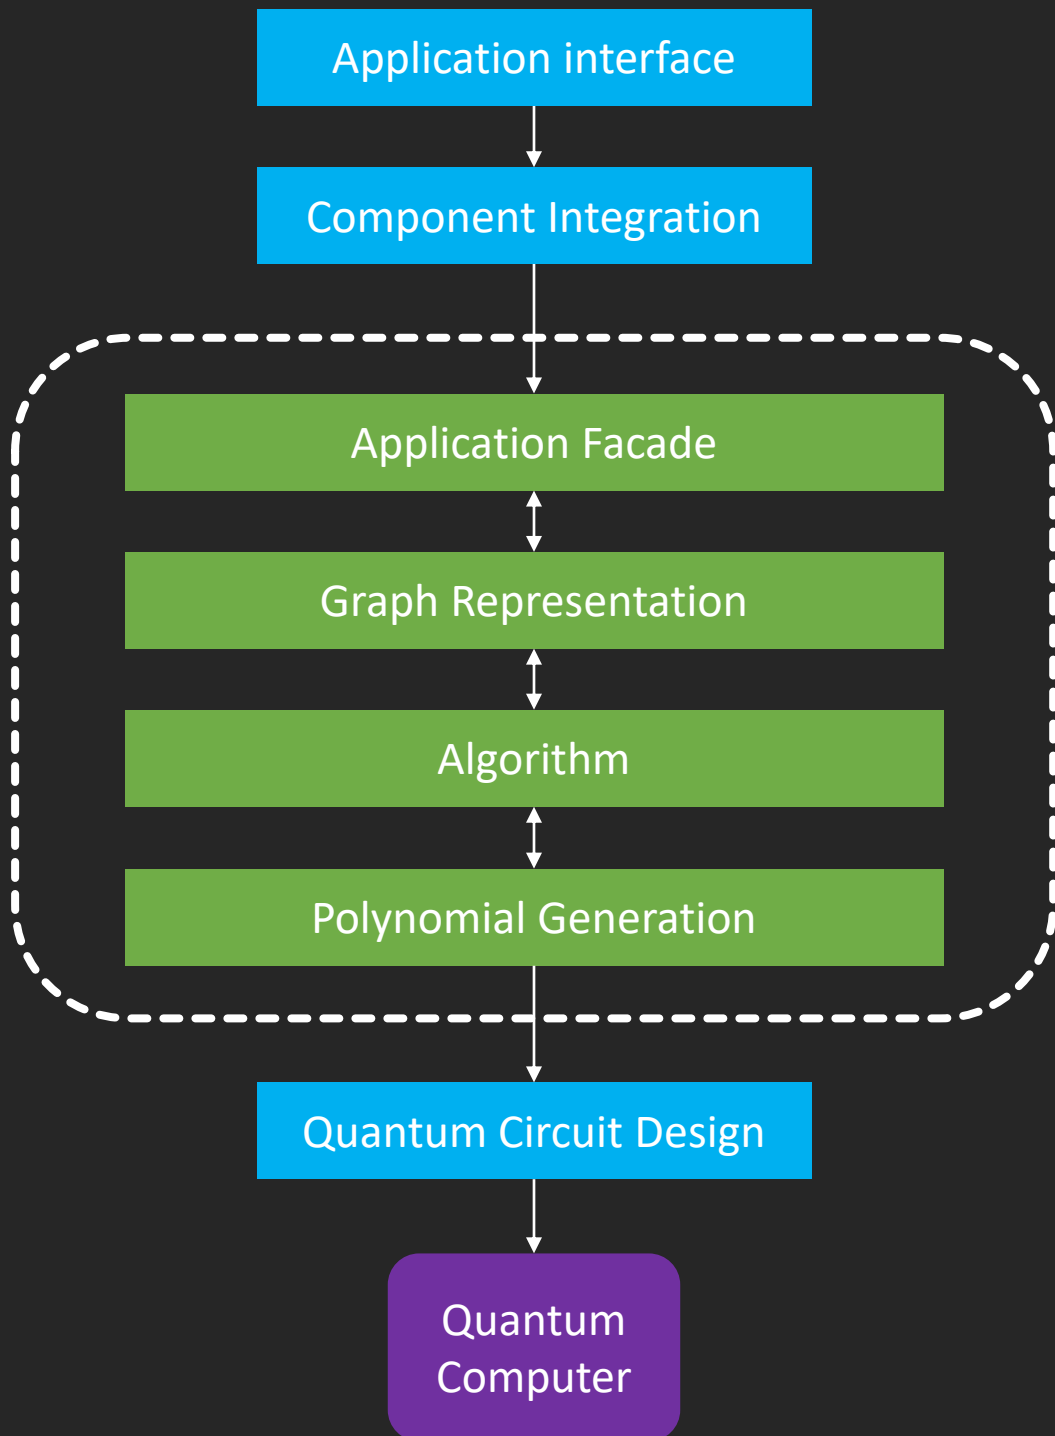 Application interface
Component Integration
Application Facade
Graph Representation
Algorithm
Polynomial Generation
Quantum Circuit Design
Quantum
Computer